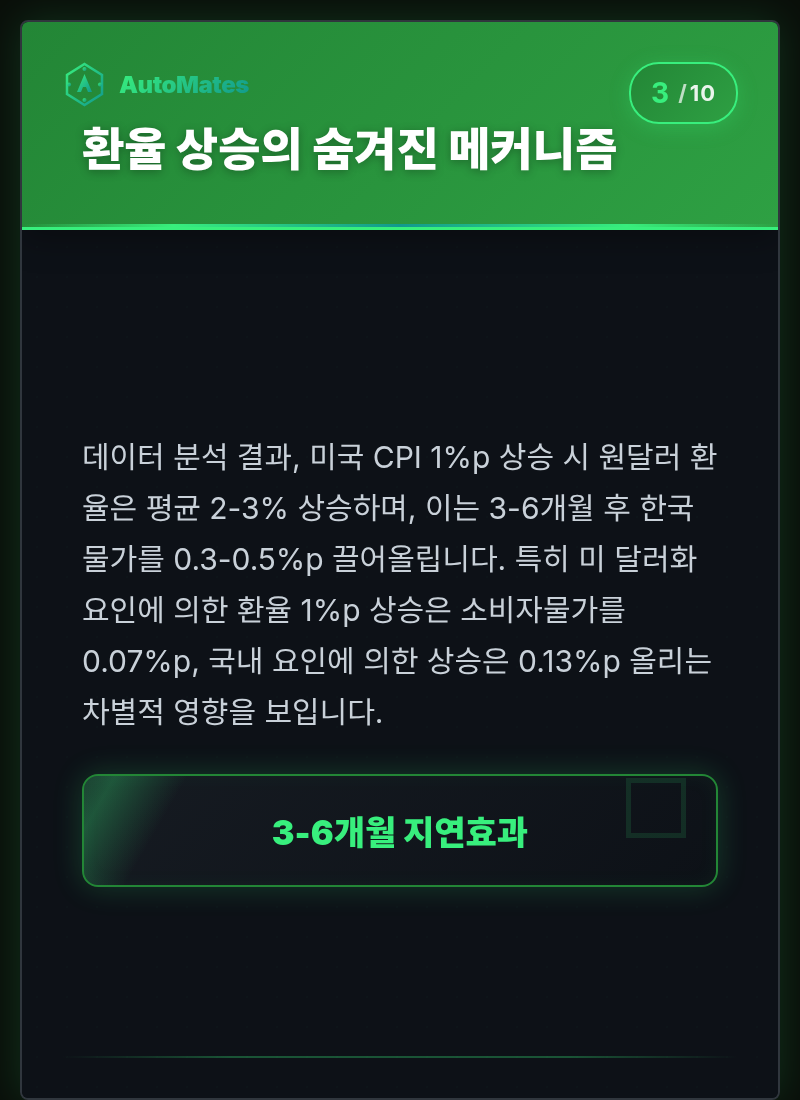 AutoMates
3 /10
환율 상승의 숨겨진 메커니즘
데이터 분석 결과, 미국 CPI 1%p 상승 시 원달러 환
율은 평균 2-3% 상승하며, 이는 3-6개월 후 한국
물가를 0.3-0.5%p 끌어올립니다. 특히 미 달러화
요인에 의한 환율 1%p 상승은 소비자물가를
0.07%p, 국내 요인에 의한 상승은 0.13%p 올리는
차별적 영향을 보입니다.
3-6개월 지연효과